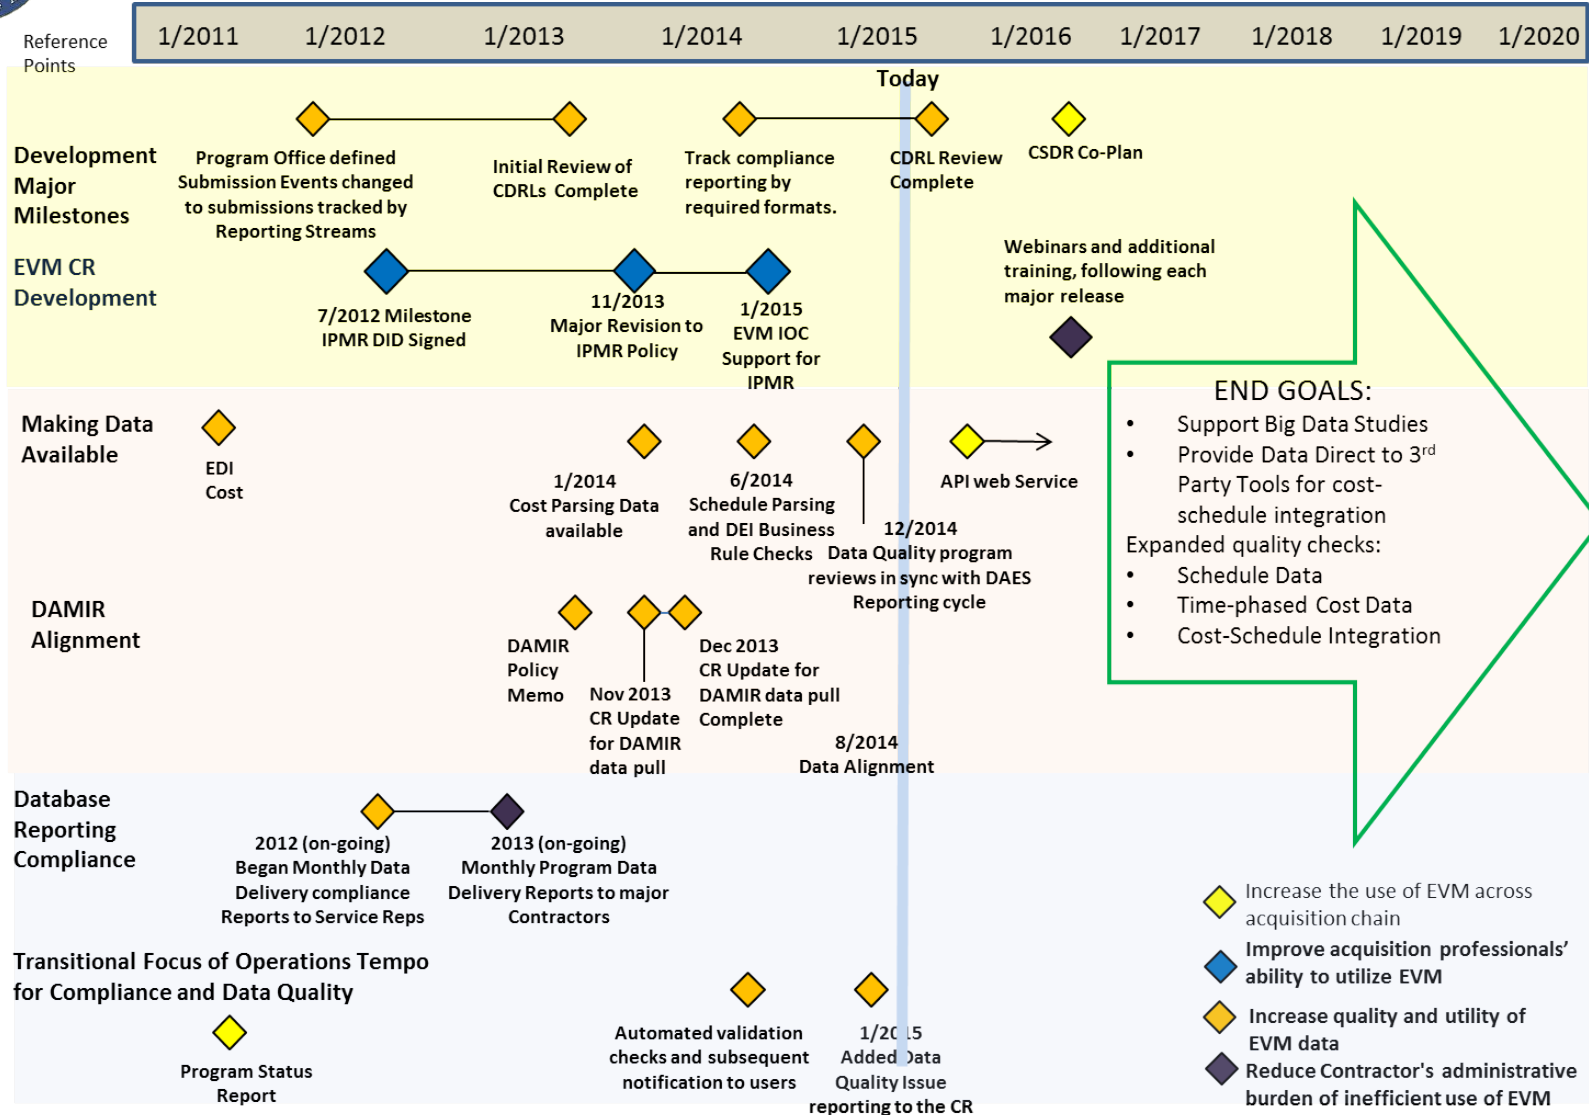 Reference
Points
1/2011 1/2012 1/2013 1/2014 1/2015 1/2016 1/2017 1/2018 1/2019 1/2020
Today
Development
Major
Milestones
Program Office defined
Submission Events changed
to submissions tracked by
Reporting Streams
Initial Review of
CDRLs Complete
Track compliance
reporting by
required formats.
CDRL Review
Complete
CSDR Co-Plan
EVM CR
Development
7/2012 Milestone
IPMR DID Signed
11/2013
Major Revision to
IPMR Policy
1/2015
EVM IOC
Support for
IPMR
Webinars and additional
training, following each
major release
Making Data
Available
EDI
Cost
1/2014
Cost Parsing Data
available
6/2014
Schedule Parsing
and DEI Business
Rule Checks
12/2014
Data Quality program
reviews in sync with DAES
Reporting cycle
API web Service
DAMIR
Alignment
DAMIR
Policy
Memo
Nov 2013
CR Update
for DAMIR
data pull
Dec 2013
CR Update for
DAMIR data pull
Complete
8/2014
Data Alignment
END GOALS:
• Support Big Data Studies
• Provide Data Direct to 3rd
Party Tools for cost-
schedule integration
Expanded quality checks:
• Schedule Data
• Time-phased Cost Data
• Cost-Schedule Integration
Database
Reporting
Compliance
2012 (on-going)
Began Monthly Data
Delivery compliance
Reports to Service Reps
2013 (on-going)
Monthly Program Data
Delivery Reports to major
Contractors
Transitional Focus of Operations Tempo
for Compliance and Data Quality
Program Status
Report
Automated validation
checks and subsequent
notification to users
1/2015
Added Data
Quality Issue
reporting to the CR
Increase the use of EVM across
acquisition chain
Improve acquisition professionals’
ability to utilize EVM
Increase quality and utility of
EVM data
Reduce Contractor's administrative
burden of inefficient use of EVM